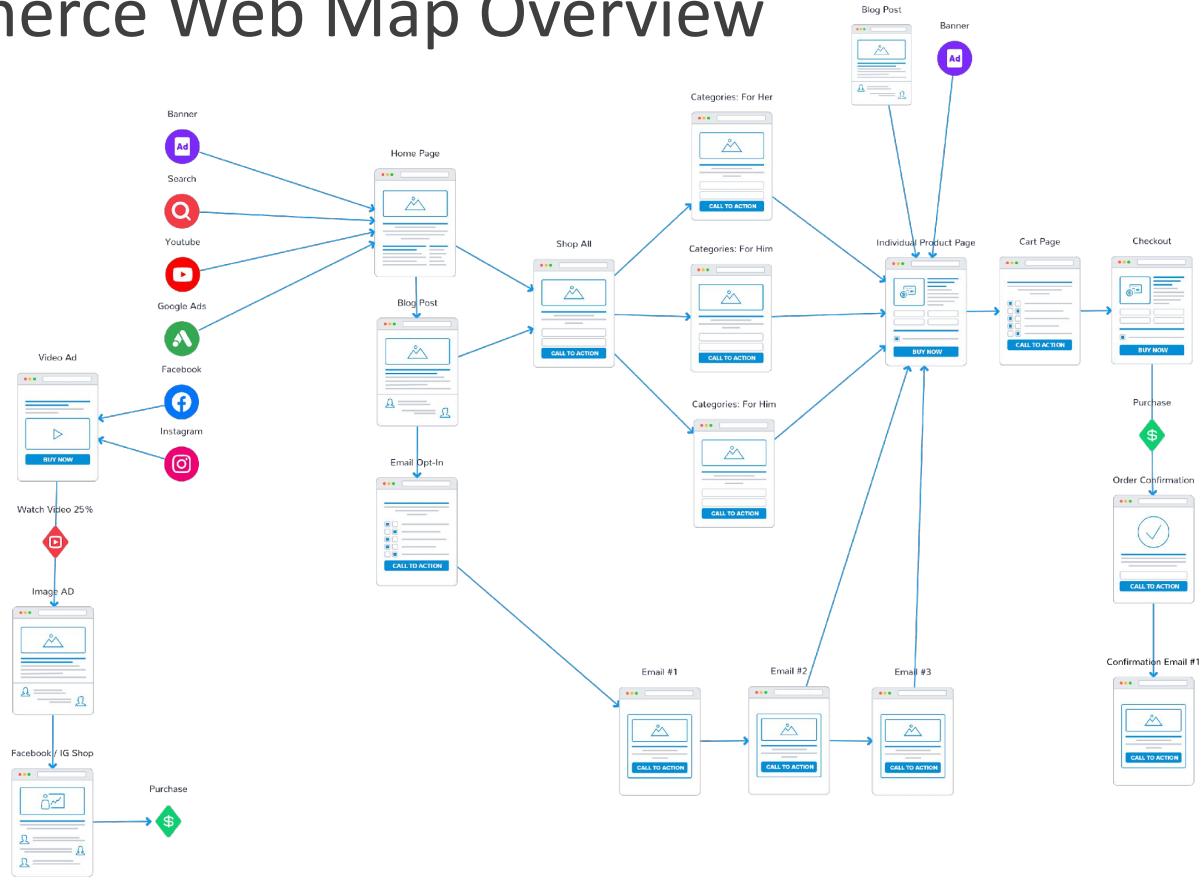 merce Web Map Overview
Blog Post
Banner
Ad
Banner
Ad
Search
Youtube
Google Ads
Facebook
Instagram
Video Ad
BUY NOW
Watch Video 25%
Image AD
Facebook / IG Shop
Purchase
$
Home Page
Blog Post
Email Opt-In
CALL TO ACTION
Shop All
CALL TO ACTION
Categories: For Her
CALL TO ACTION
Categories: For Him
CALL TO ACTION
Categories: For Him
CALL TO ACTION
Individual Product Page
BUY NOW
Cart Page
CALL TO ACTION
Checkout
BUY NOW
Purchase
$
Order Confirmation
CALL TO ACTION
Confirmation Email #1
CALL TO ACTION
Email #1
CALL TO ACTION
Email #2
CALL TO ACTION
Email #3
CALL TO ACTION